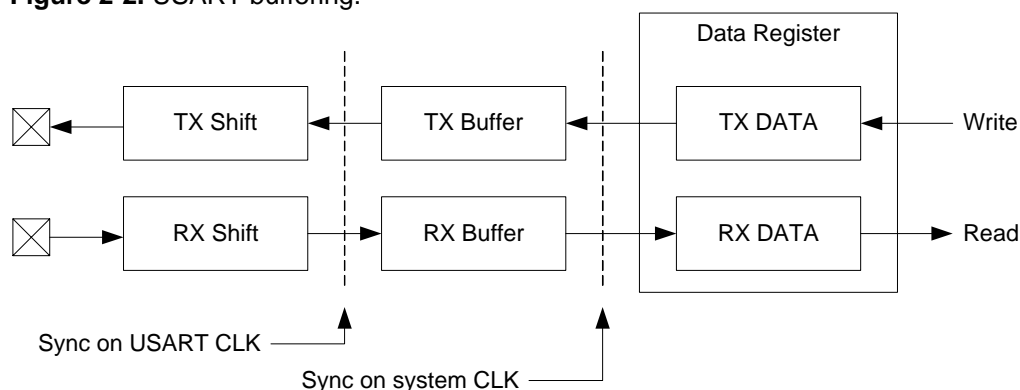 Figure 2-2. USART buffering.
Data Register
TX Shift
TX Buffer
TX DATA
Write
RX Shift
RX Buffer
RX DATA
Read
Sync on USART CLK
Sync on system CLK